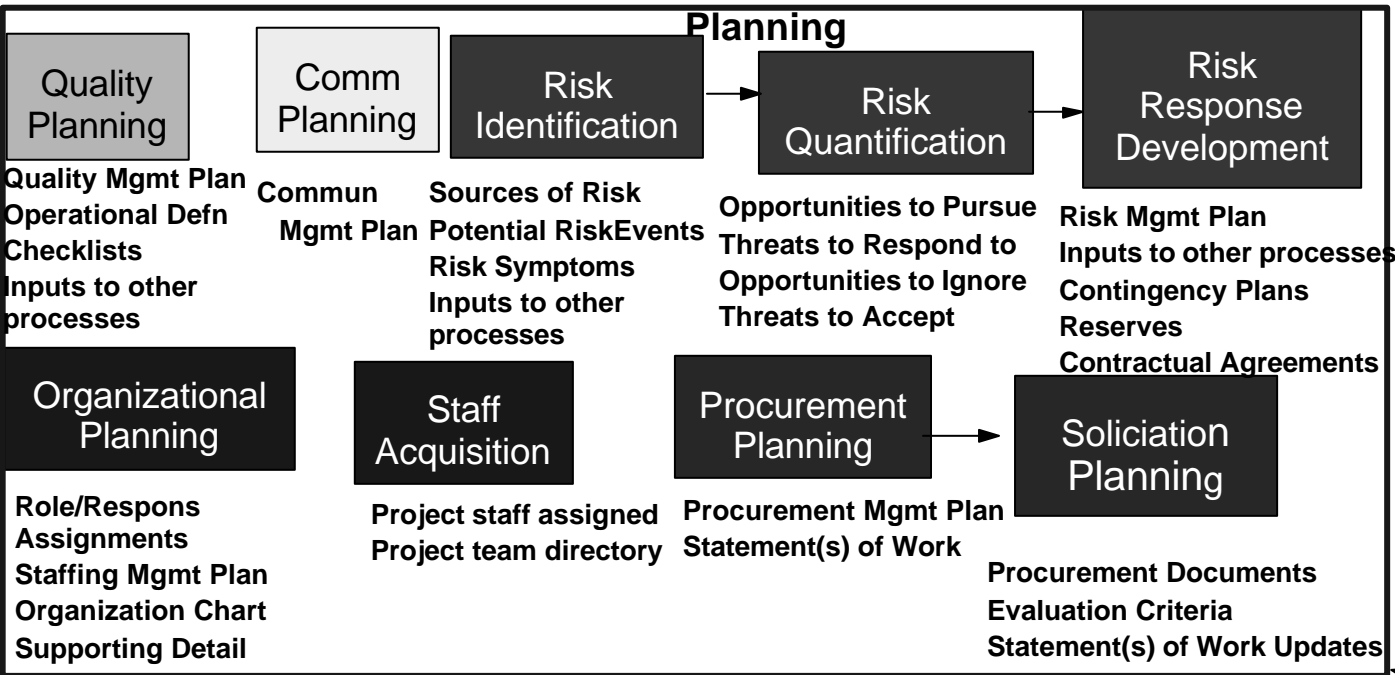 Planning
Quality
Planning
Quality Mgmt Plan
Operational Defn
Checklists
Inputs to other
processes
Comm
Planning
Commun
Mgmt Plan
Risk
Identification
Sources of Risk
Potential RiskEvents
Risk Symptoms
Inputs to other
processes
Risk
Quantification
Opportunities to Pursue
Threats to Respond to
Opportunities to Ignore
Threats to Accept
Risk
Response
Development
Risk Mgmt Plan
Inputs to other processes
Contingency Plans
Reserves
Contractual Agreements
Organizational
Planning
Role/Respons
Assignments
Staffing Mgmt Plan
Organization Chart
Supporting Detail
Staff
Acquisition
Project staff assigned
Project team directory
Procurement
Planning
Procurement Mgmt Plan
Statement(s) of Work
Soliciation
Planning
Procurement Documents
Evaluation Criteria
Statement(s) of Work Updates